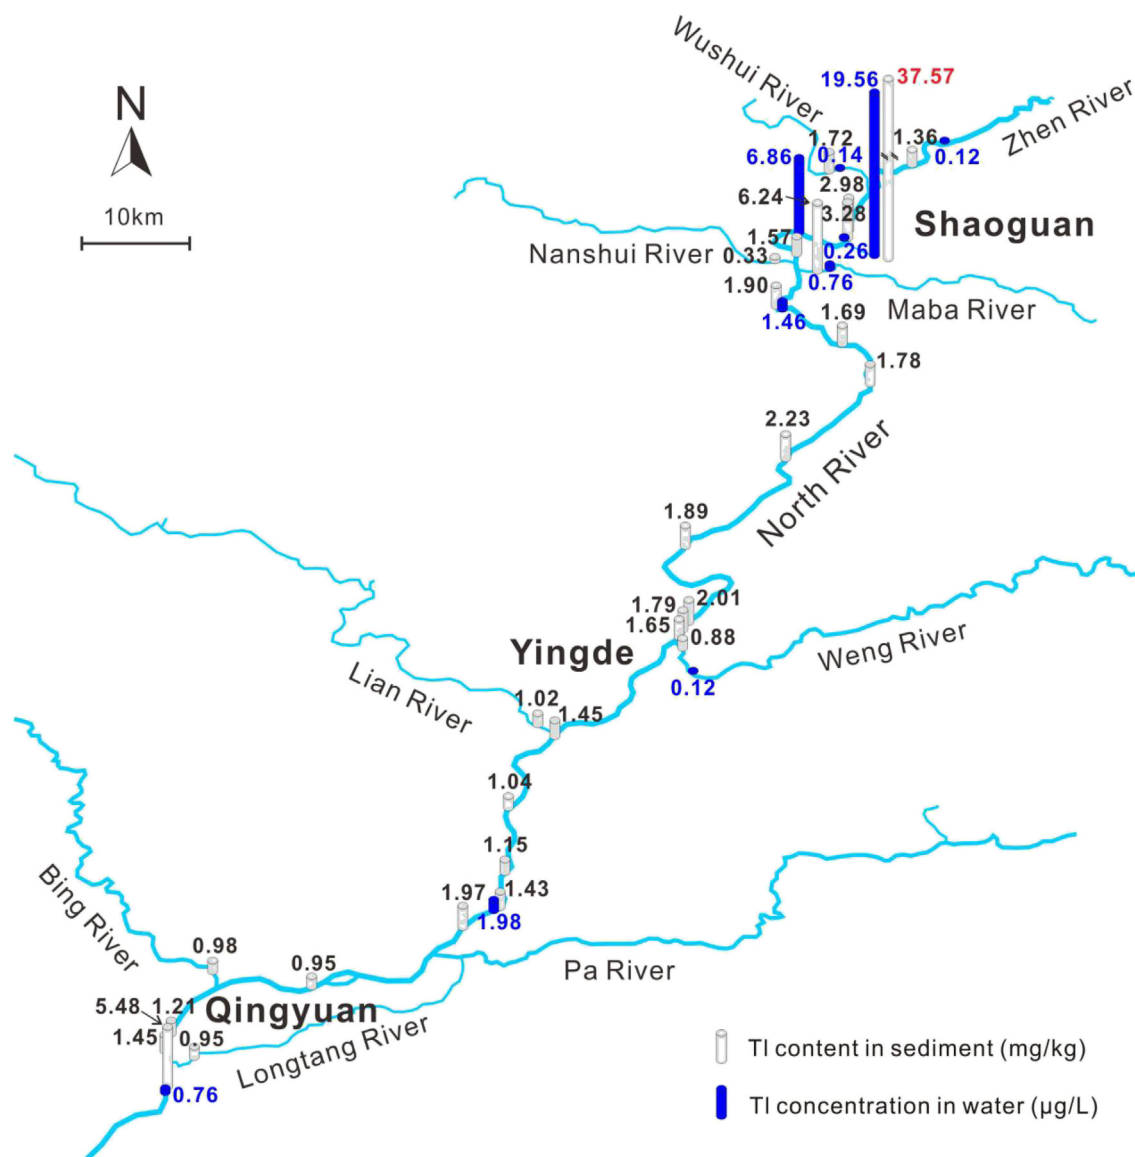 Wushui River
19.56
37.57
Zhen River
N
1.72
1.36
6.86
0.14
0.12
10km
6.24
2.98
3.28
Shaoguan
1.57
0.26
Nanshui River
0.33
0.76
1.90
Maba River
1.46
1.69
1.78
2.23
North River
1.89
1.79
2.01
1.65
0.88
Yingde
Weng River
0.12
Lian River
1.02
1.45
1.04
1.15
Bing River
1.97
1.43
1.98
0.98
0.95
Pa River
5.48
1.21
Qingyuan
1.45
0.95
Longtang River
0.76
Tl content in sediment (mg/kg)
Tl concentration in water (μg/L)